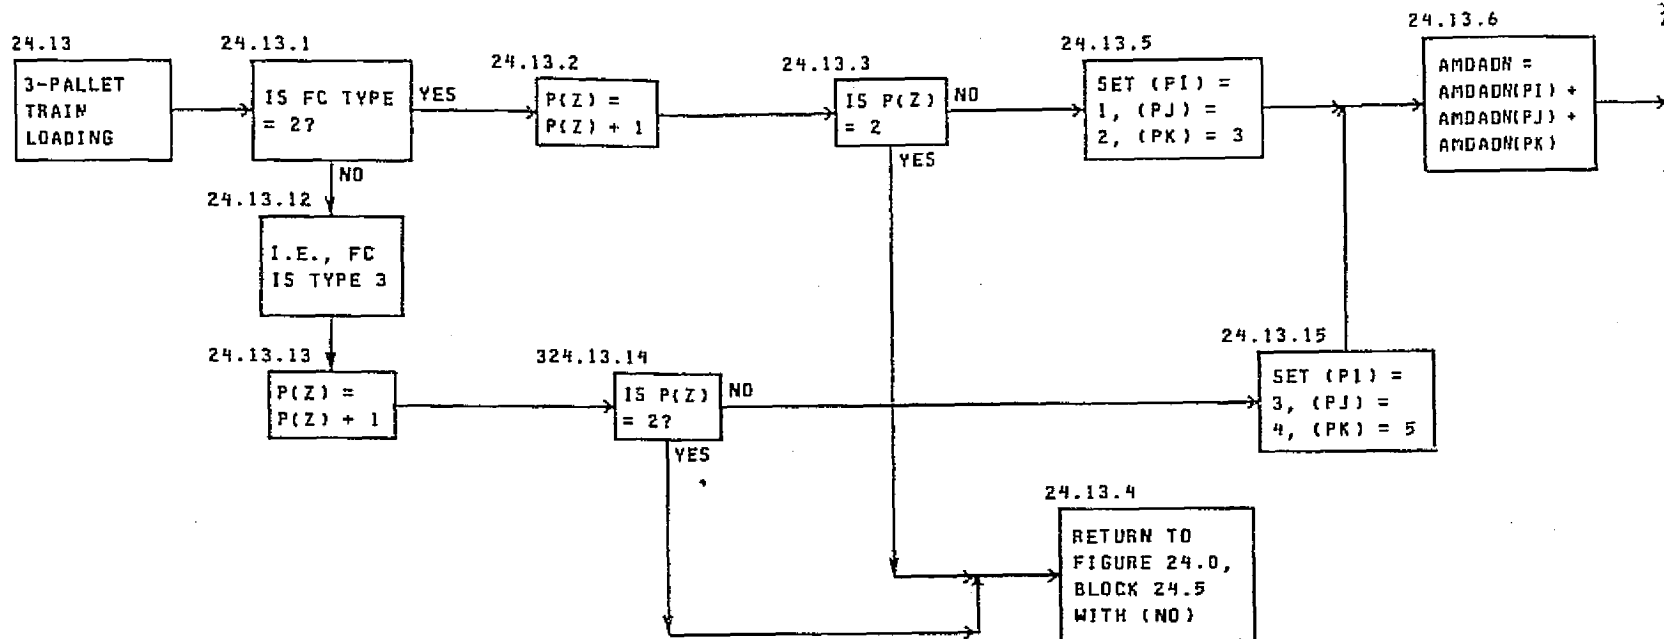 24.13
3-PALLET
TRAIN
LOADING
24.13.1
IS FC TYPE
= 2?
YES
NO
24.13.2
P(Z) =
P(Z) + 1
24.13.3
IS P(Z)
= 2
NO
YES
24.13.5
SET (PI) =
1, (PJ) =
2, (PK) = 3
24.13.6
AMDADN =
AMDADN(PI) +
AMDADN(PJ) +
AMDADN(PK)
24.13.12
I.E., FC
IS TYPE 3
24.13.13
P(Z) =
P(Z) + 1
324.13.14
IS P(Z)
= 2?
NO
YES
24.13.15
SET (PI) =
3, (PJ) =
4, (PK) = 5
24.13.4
RETURN TO
FIGURE 24.0,
BLOCK 24.5
WITH (NO)